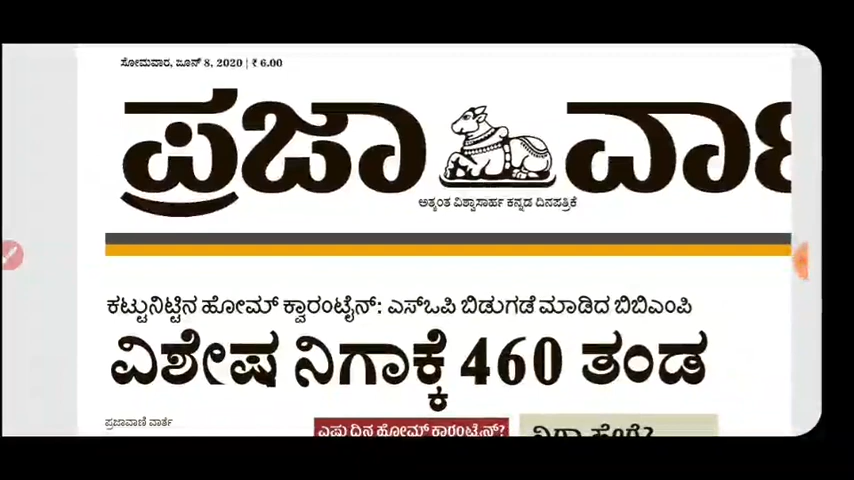 ಸೋಮವಾರ, ಜೂನ್ 8, 2020 | ₹ 6.00
ಪ್ರಜಾ ವಾಣ
ಅತ್ಯಂತ ವಿಶ್ವಾಸಾರ್ಹ ಕನ್ನಡ ದಿನಪತ್ರಿಕೆ
ಕಟ್ಟುನಿಟ್ಟಿನ ಹೋಮ್ ಕ್ವಾರಂಟೈನ್: ಎಸ್‌ಒಪಿ ಬಿಡುಗಡೆ ಮಾಡಿದ ಬಿಬಿಎಂಪಿ
ವಿಶೇಷ ನಿಗಾಕ್ಕೆ 460 ತಂಡ
ಪ್ರಜಾವಾಣಿ ವಾರ್ತೆ
ಎಷ್ಟು ದಿನ ಹೋಮ್ ಕ್ವಾರಂಟೈನ್?
ನಿಗಾ ಹೇಗೆ?